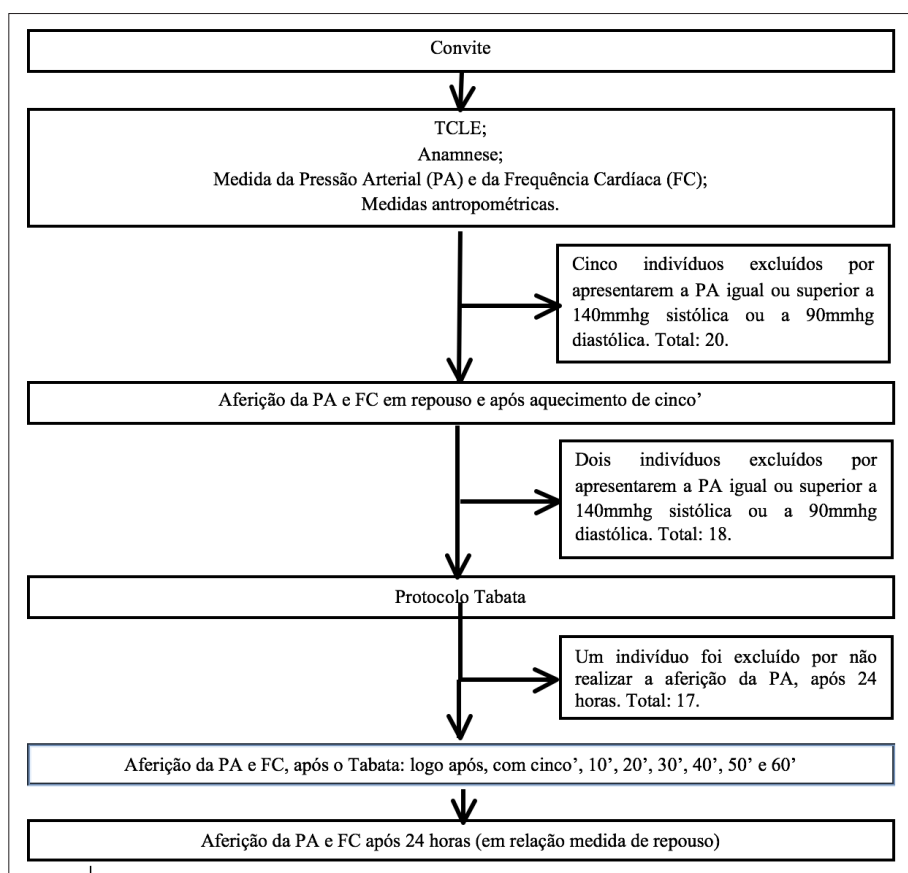 Convite
TCLE;
Anamnese;
Medida da Pressão Arterial (PA) e da Frequência Cardíaca (FC);
Medidas antropométricas.
Cinco indivíduos excluídos por
apresentarem a PA igual ou superior a
140mmhg sistólica ou a 90mmhg
diastólica. Total: 20.
Aferição da PA e FC em repouso e após aquecimento de cinco’
Dois indivíduos excluídos por
apresentarem a PA igual ou superior a
140mmhg sistólica ou a 90mmhg
diastólica. Total: 18.
Protocolo Tabata
Um indivíduo foi excluído por não
realizar a aferição da PA, após 24
horas. Total: 17.
Aferição da PA e FC, após o Tabata: logo após, com cinco’, 10’, 20’, 30’, 40’, 50’ e 60’
Aferição da PA e FC após 24 horas (em relação medida de repouso)